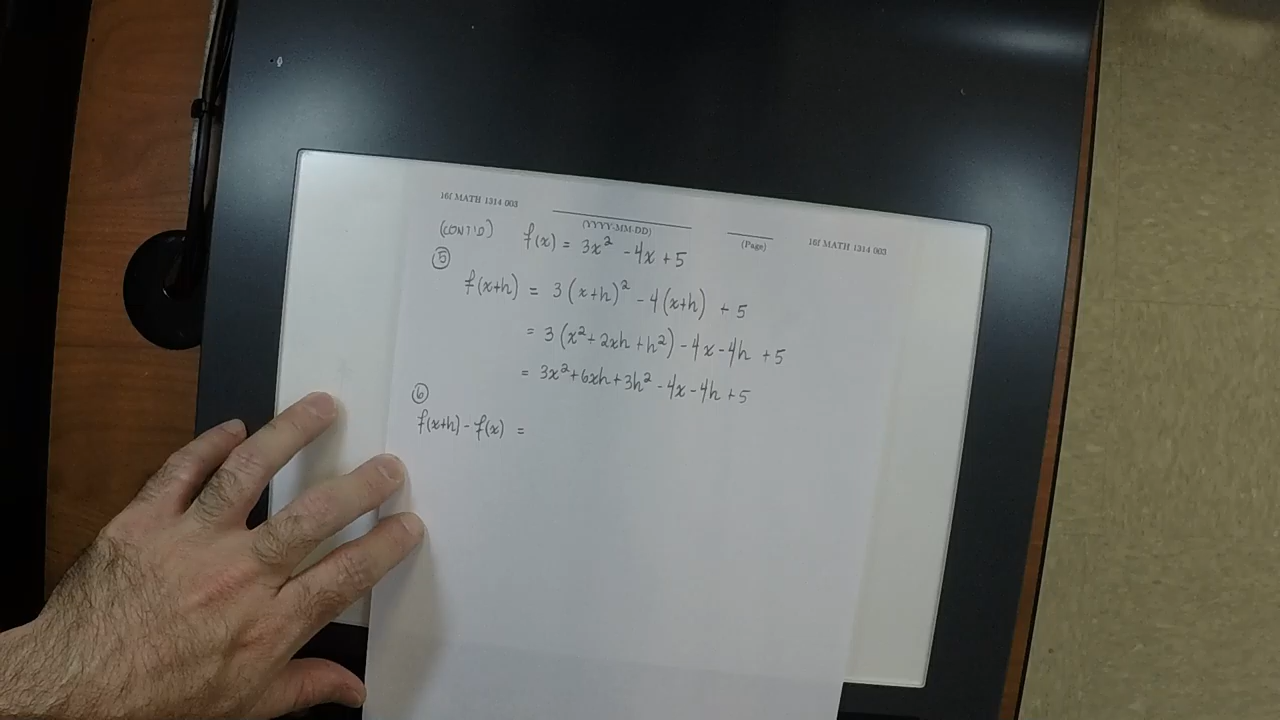 16f MATH 1314 003
(YYYY-MM-DD)
(Page)
16f MATH 1314 003
(CONT'D) f(x) = 3x² - 4x + 5
⑤
f(x+h) = 3(x+h)² - 4(x+h) + 5
= 3(x² + 2xh + h²) - 4x - 4h + 5
= 3x² + 6xh + 3h² - 4x - 4h + 5
⑥
f(x+h) - f(x) =